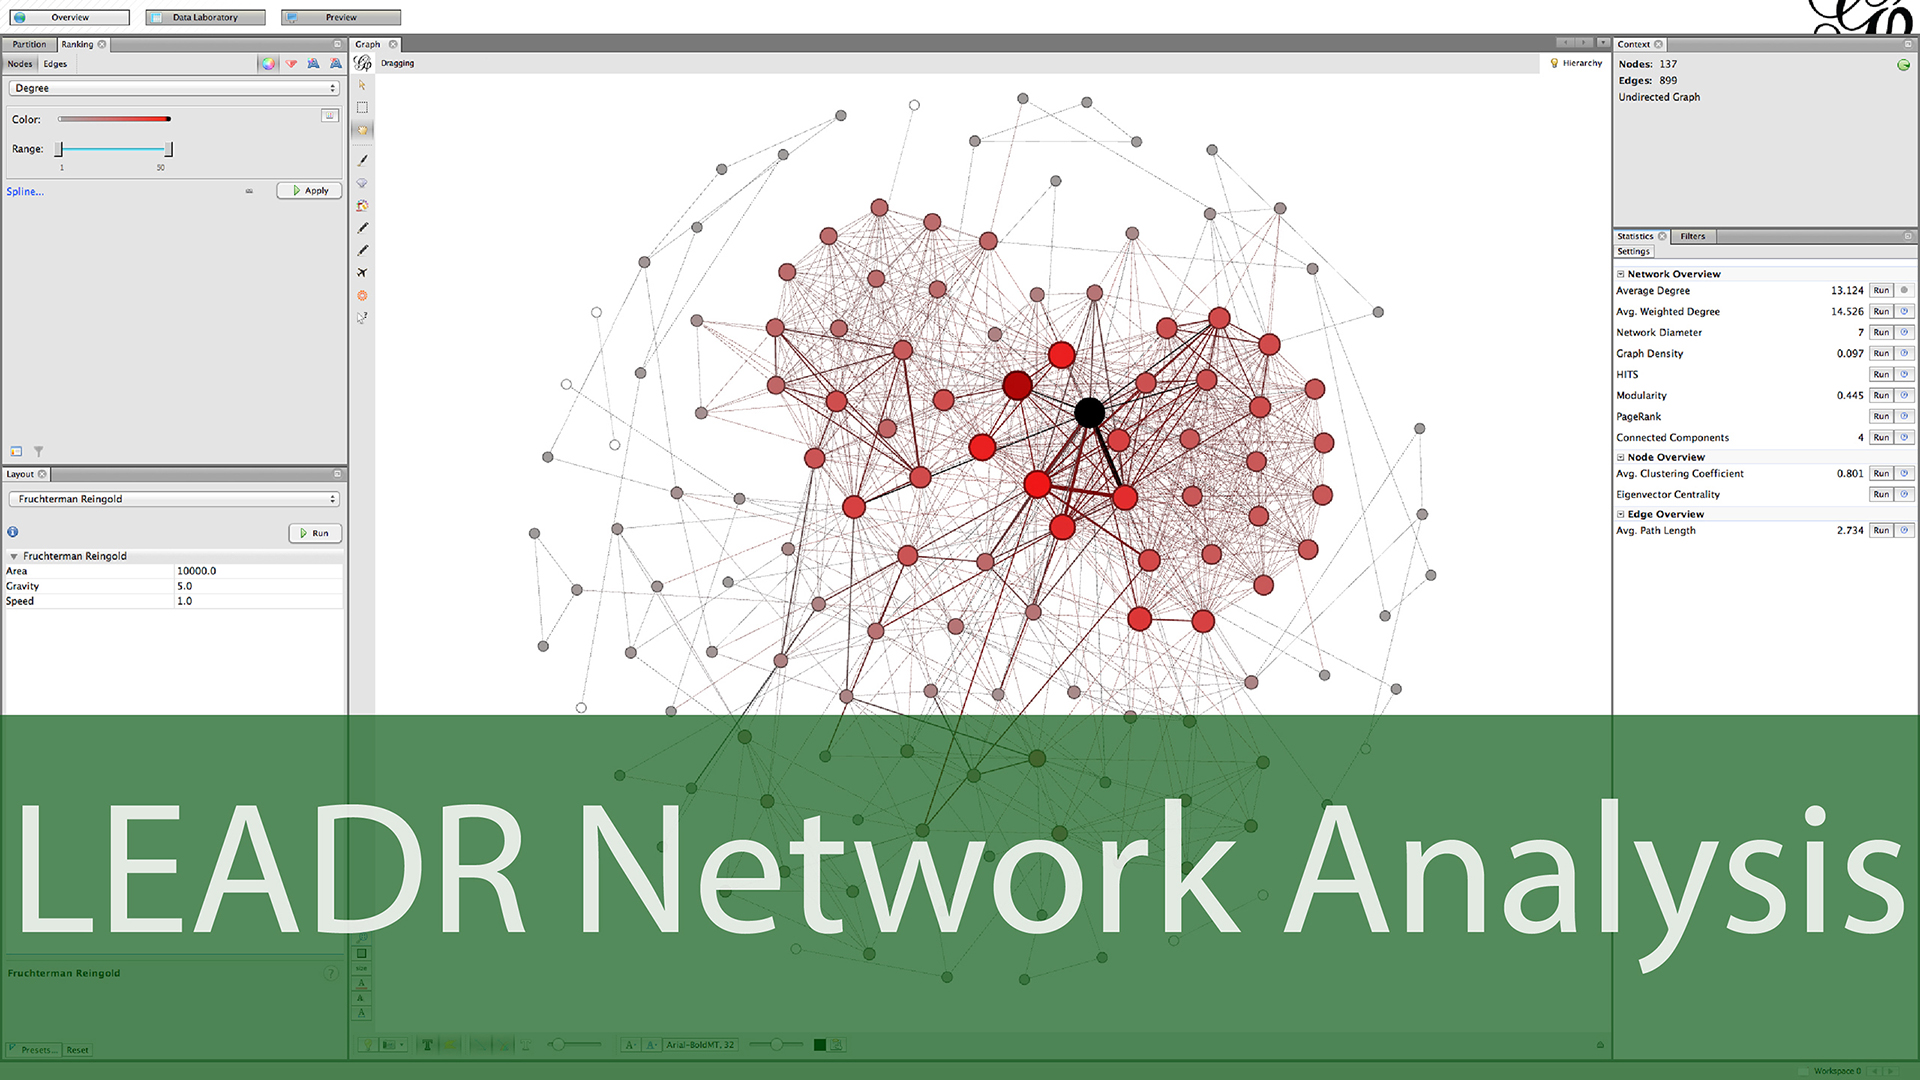 Overview
Data Laboratory
Preview
Partition
Ranking
Nodes
Edges
Degree
Color:
Range:
1
50
Spline...
Apply
Layout
Fruchterman Reingold
Run
Fruchterman Reingold
Area 10000.0
Gravity 5.0
Speed 1.0
Fruchterman Reingold
?
Presets...
Reset
Graph
Dragging
Hierarchy
Arial-BoldMT, 32
Context
Nodes: 137
Edges: 899
Undirected Graph
Statistics
Filters
Settings
Network Overview
Average Degree 13.124 Run
Avg. Weighted Degree 14.526 Run
Network Diameter 7 Run
Graph Density 0.097 Run
HITS Run
Modularity 0.445 Run
PageRank Run
Connected Components 4 Run
Node Overview
Avg. Clustering Coefficient 0.801 Run
Eigenvector Centrality Run
Edge Overview
Avg. Path Length 2.734 Run
LEADR Network Analysis
Workspace 0